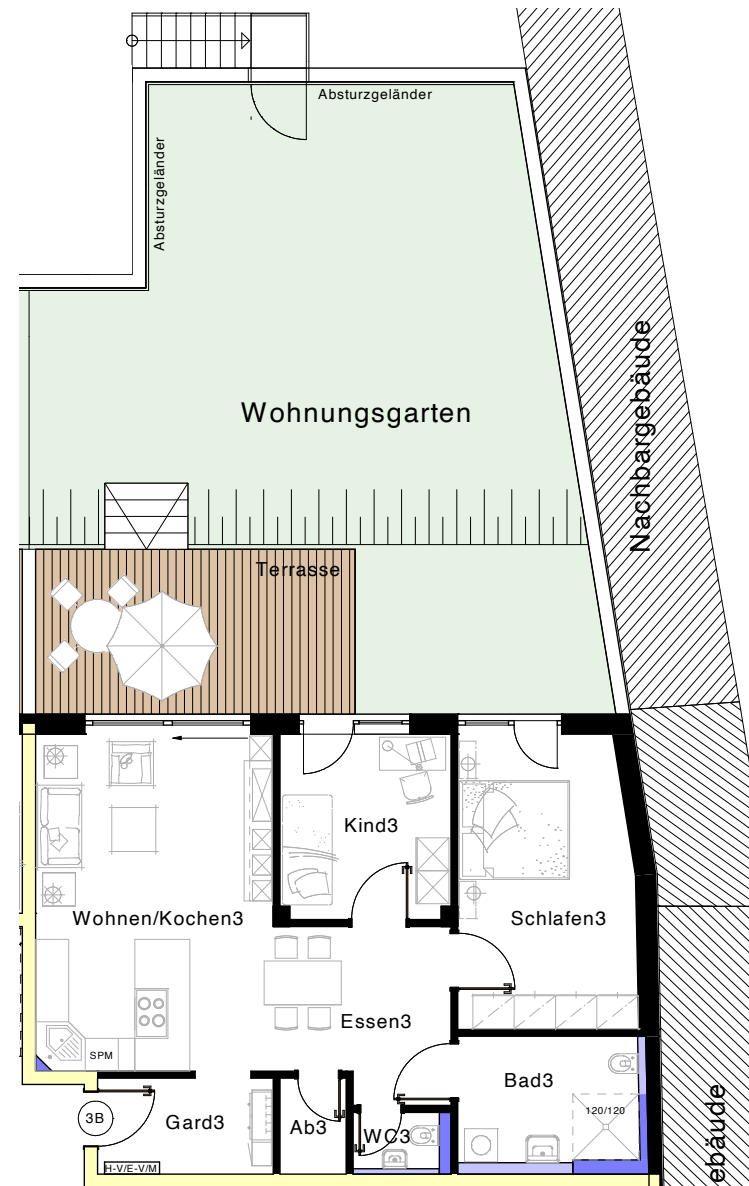 Absturzgeländer
Absturzgeländer
Wohnungsgarten
Nachbargebäude
Terrasse
Kind3
Wohnen/Kochen3
Schlafen3
Essen3
SPM
Bad3
120/120
3B
Gard3
Ab3
WC3
H-V/E-V/M
ebäude